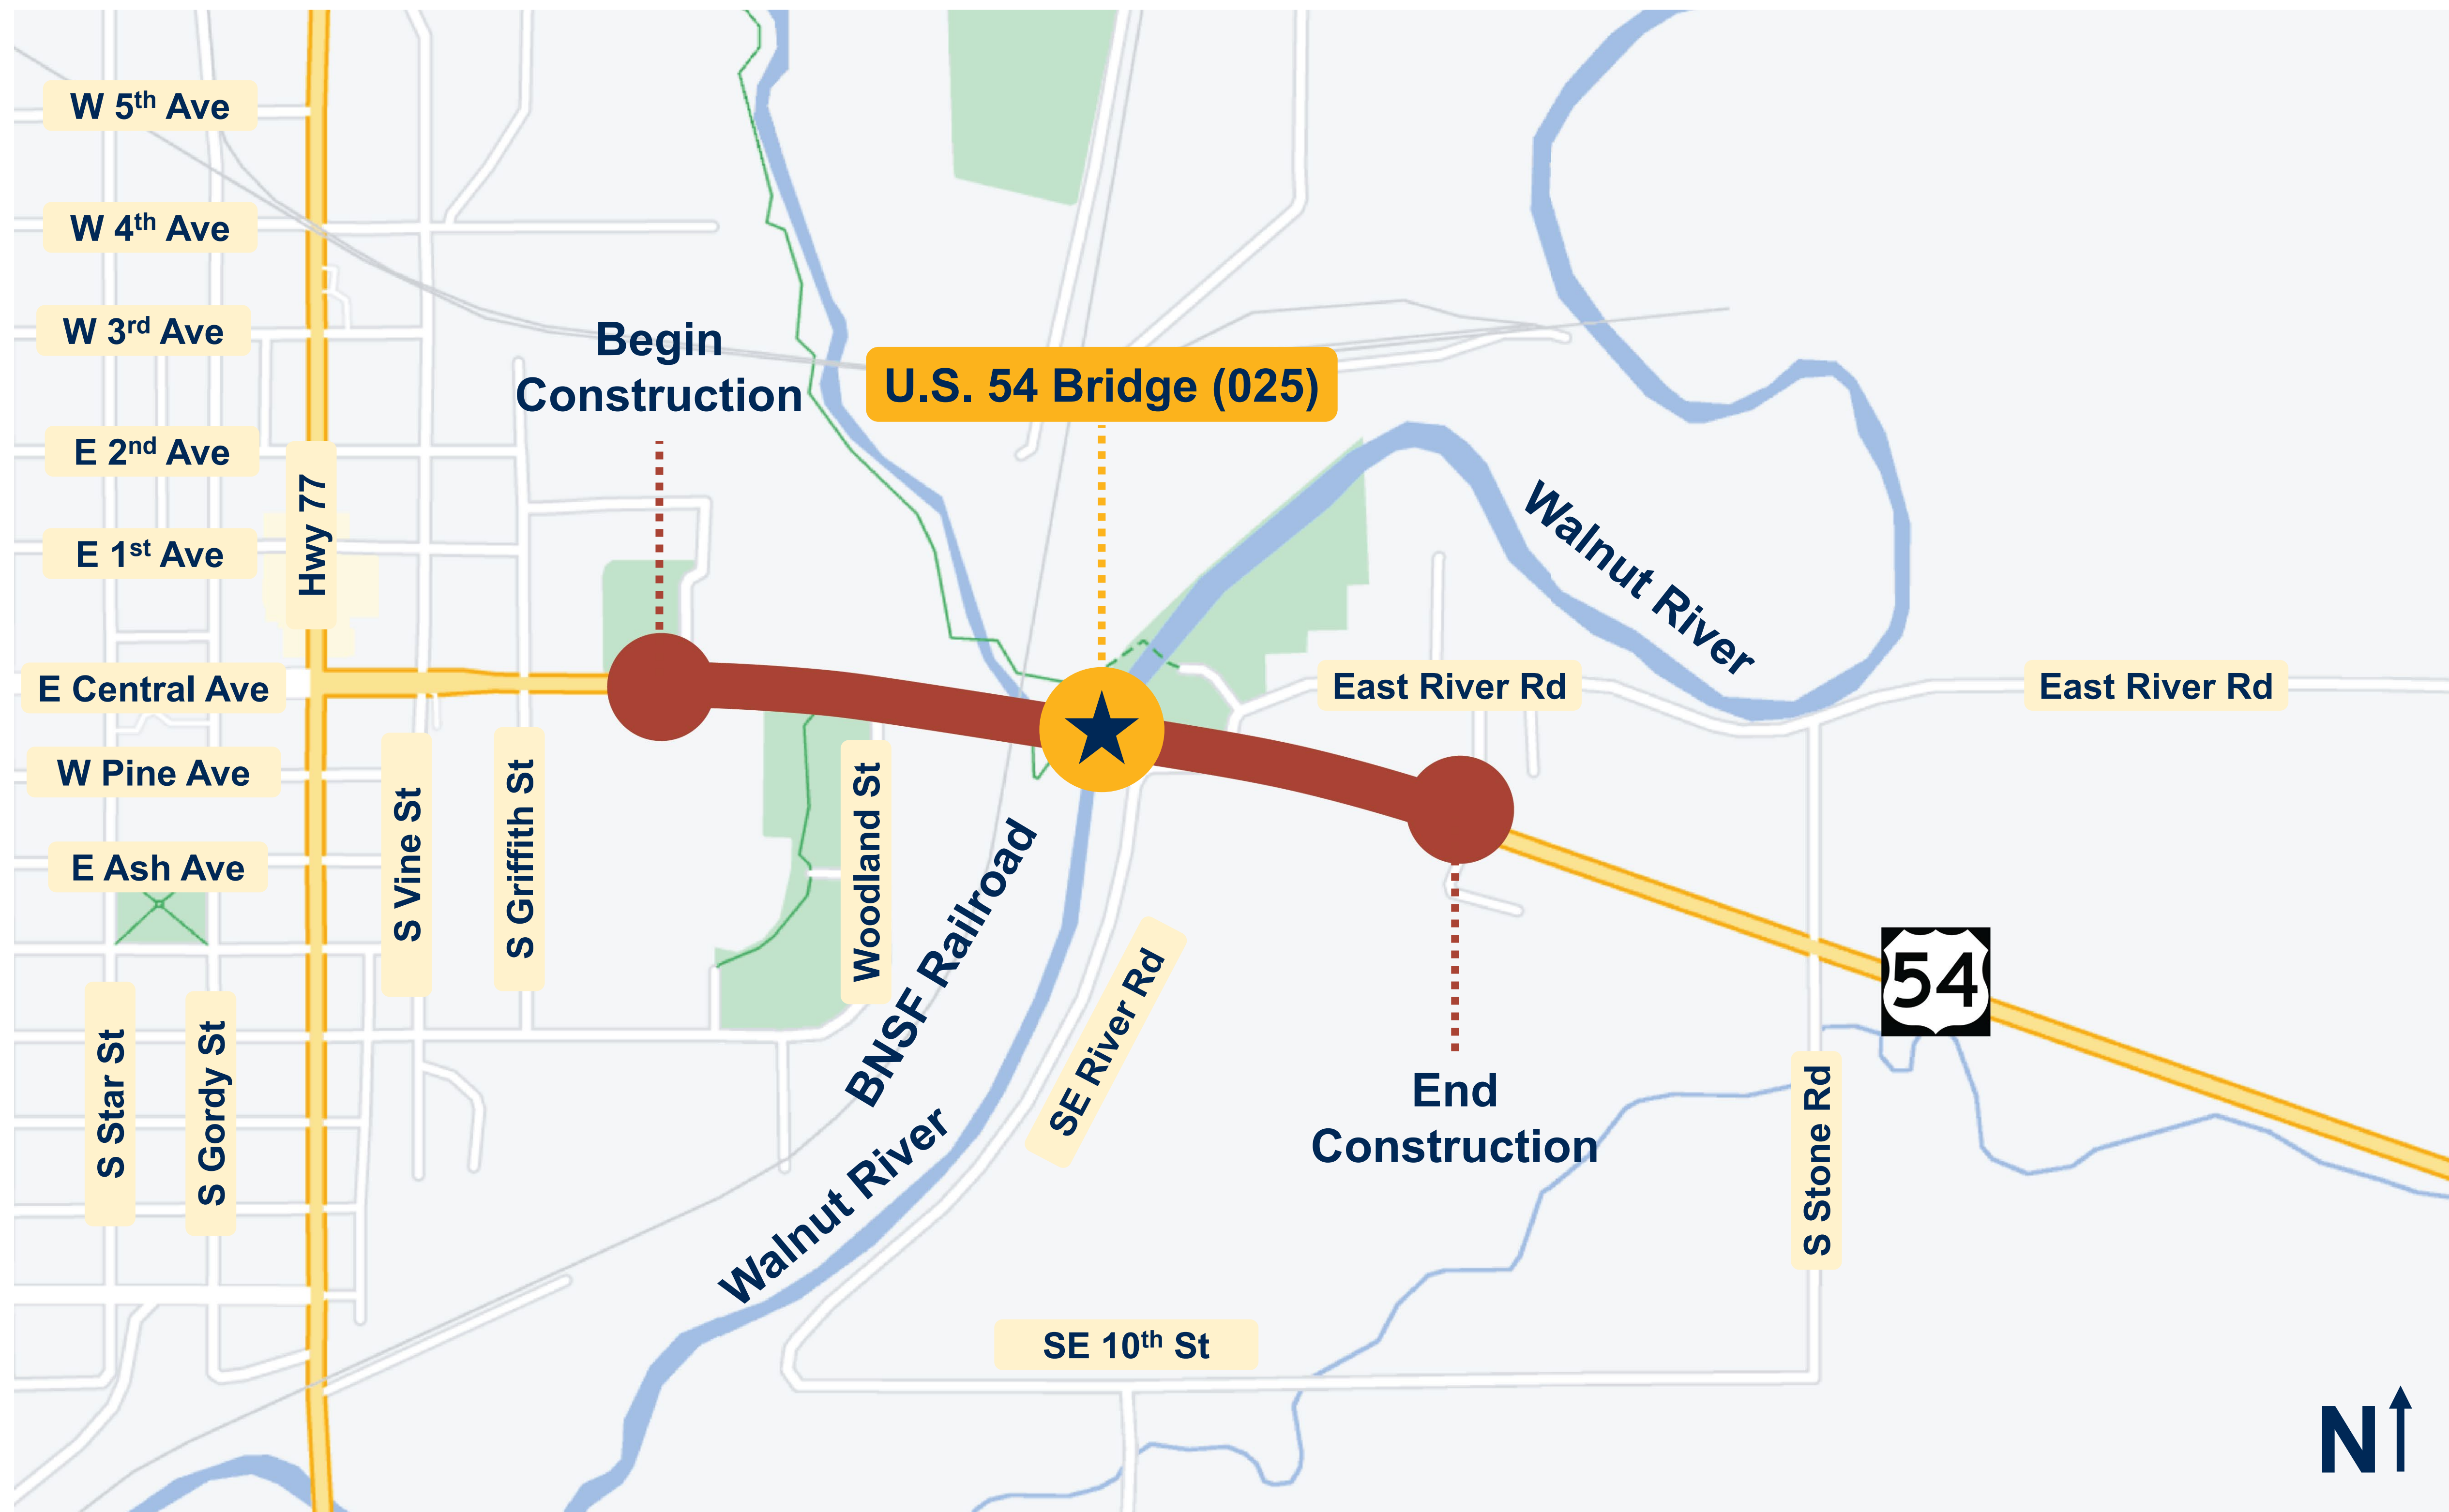 W 5th Ave
W 4th Ave
W 3rd Ave
Begin
Construction
U.S. 54 Bridge (025)
E 2nd Ave
Hwy 77
E 1st Ave
Walnut River
E Central Ave
East River Rd
East River Rd
W Pine Ave
S Vine St
S Griffith St
Woodland St
E Ash Ave
BNSF Railroad
SE River Rd
54
End
Construction
S Star St
S Gordy St
Walnut River
S Stone Rd
SE 10th St
N